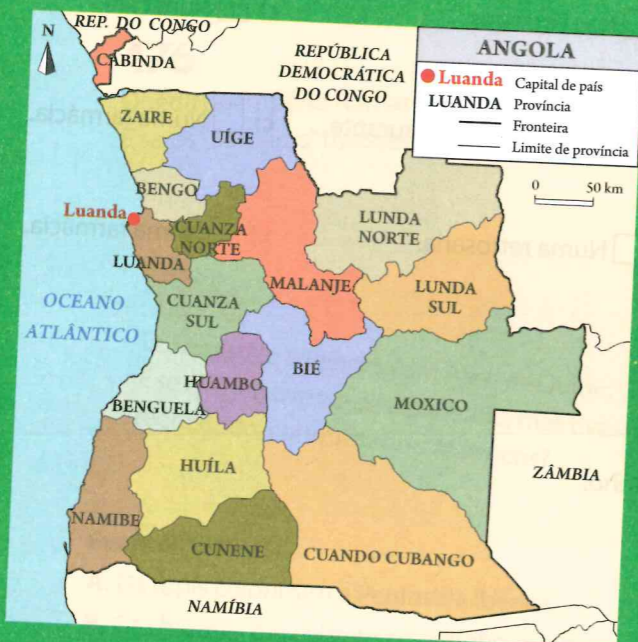 N
REP. DO CONGO
CABINDA
REPÚBLICA
DEMOCRÁTICA
DO CONGO
ANGOLA
Luanda Capital de país
LUANDA Província
Fronteira
Limite de província
0 50 km
ZAIRE
UÍGE
BENGO
Luanda
CUANZA
NORTE
LUNDA
NORTE
LUANDA
MALANJE
LUNDA
SUL
OCEANO
ATLÂNTICO
CUANZA
SUL
HUAMBO
BIÉ
BENGUELA
MOXICO
HUÍLA
ZÂMBIA
NAMIBE
CUNENE
CUANDO CUBANGO
NAMÍBIA